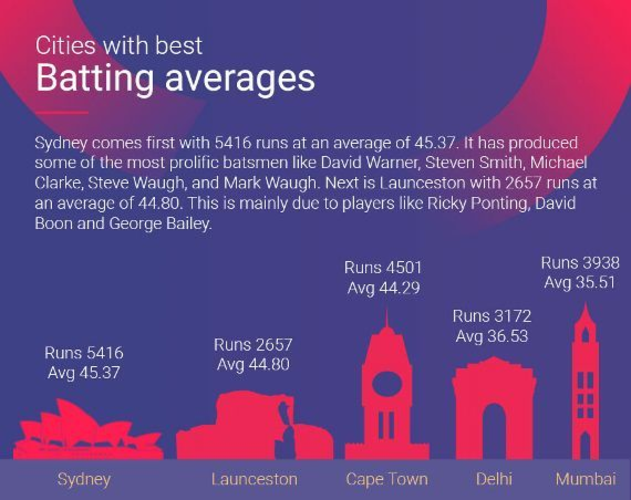 Cities with best
Batting averages
Sydney comes first with 5416 runs at an average of 45.37. It has produced
some of the most prolific batsmen like David Warner, Steven Smith, Michael
Clarke, Steve Waugh, and Mark Waugh. Next is Launceston with 2657 runs at
an average of 44.80. This is mainly due to players like Ricky Ponting, David
Boon and George Bailey.
Runs 5416
Avg 45.37
Runs 2657
Avg 44.80
Runs 4501
Avg 44.29
Runs 3172
Avg 36.53
Runs 3938
Avg 35.51
Sydney
Launceston
Cape Town
Delhi
Mumbai